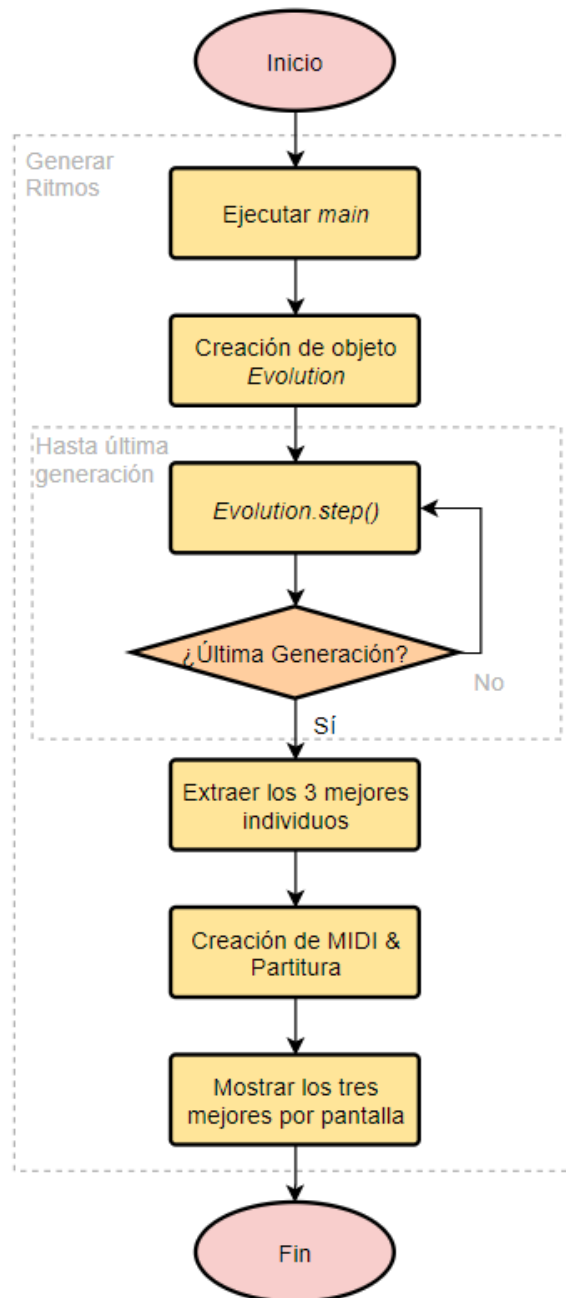 Inicio
Generar
Ritmos
Ejecutar main
Creación de objeto
Evolution
Hasta última
generación
Evolution.step()
¿Última Generación?
No
Sí
Extraer los 3 mejores
individuos
Creación de MIDI &
Partitura
Mostrar los tres
mejores por pantalla
Fin